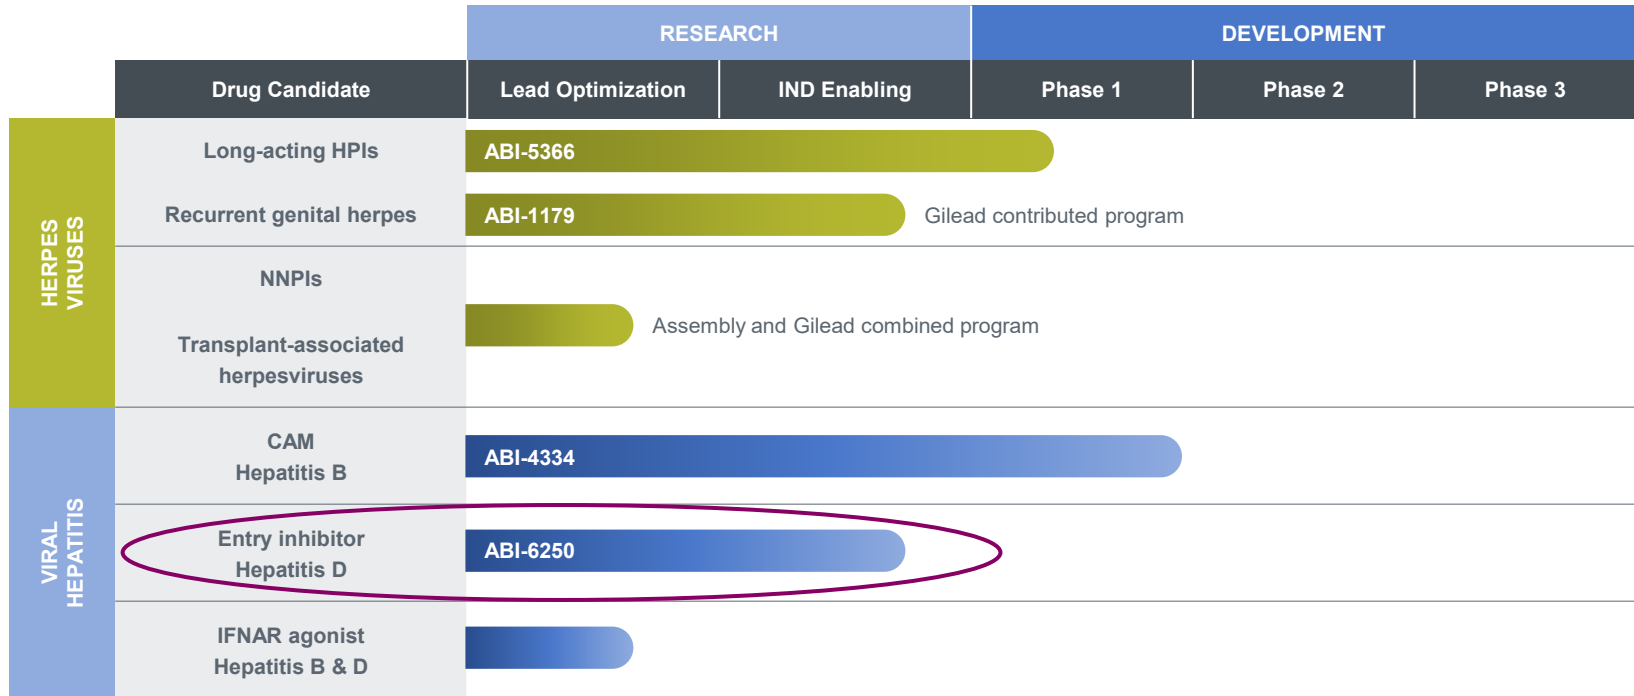 RESEARCH
DEVELOPMENT
Drug Candidate
Lead Optimization
IND Enabling
Phase 1
Phase 2
Phase 3
HERPES
VIRUSES
Long-acting HPIs
ABI-5366
Recurrent genital herpes
ABI-1179
Gilead contributed program
NNPIs
Transplant-associated
herpesviruses
Assembly and Gilead combined program
VIRAL
HEPATITIS
CAM
Hepatitis B
ABI-4334
Entry inhibitor
Hepatitis D
ABI-6250
IFNAR agonist
Hepatitis B & D